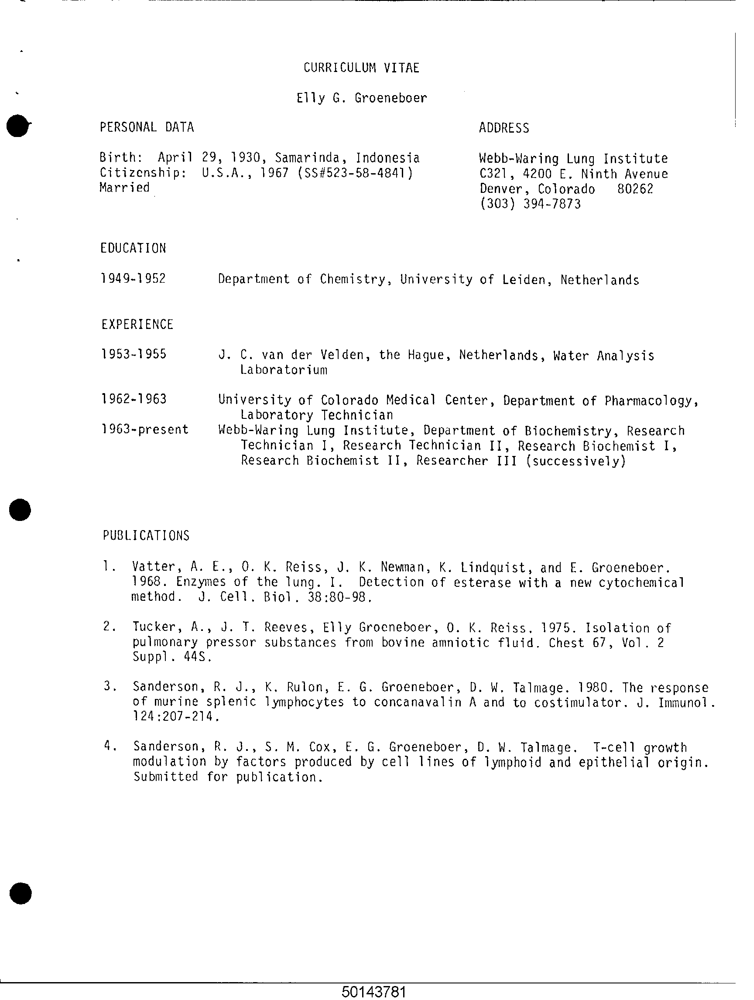 CURRICULUM VITAE
Elly G. Groeneboer
PERSONAL DATA
Birth: April 29, 1930, Samarinda, Indonesia
Citizenship: U.S.A., 1967 (SS#523-58-4841)
Married
ADDRESS
Webb-Waring Lung Institute
C321, 4200 E. Ninth Avenue
Denver, Colorado 80262
(303) 394-7873
EDUCATION
1949-1952 Department of Chemistry, University of Leiden, Netherlands
EXPERIENCE
1953-1955 J. C. van der Velden, the Hague, Netherlands, Water Analysis
Laboratorium
1962-1963 University of Colorado Medical Center, Department of Pharmacology,
Laboratory Technician
1963-present Webb-Waring Lung Institute, Department of Biochemistry, Research
Technician I, Research Technician II, Research Biochemist I,
Research Biochemist II, Researcher III (successively)
PUBLICATIONS
1. Vatter, A. E., O. K. Reiss, J. K. Newman, K. Lindquist, and E. Groeneboer.
1968. Enzymes of the lung. I. Detection of esterase with a new cytochemical
method. J. Cell. Biol. 38:80-98.
2. Tucker, A., J. T. Reeves, Elly Groeneboer, O. K. Reiss. 1975. Isolation of
pulmonary pressor substances from bovine amniotic fluid. Chest 67, Vol. 2
Suppl. 44S.
3. Sanderson, R. J., K. Rulon, E. G. Groeneboer, D. W. Talmage. 1980. The response
of murine splenic lymphocytes to concanavalin A and to costimulator. J. Immunol.
124:207-214.
4. Sanderson, R. J., S. M. Cox, E. G. Groeneboer, D. W. Talmage. T-cell growth
modulation by factors produced by cell lines of lymphoid and epithelial origin.
Submitted for publication.
50143781